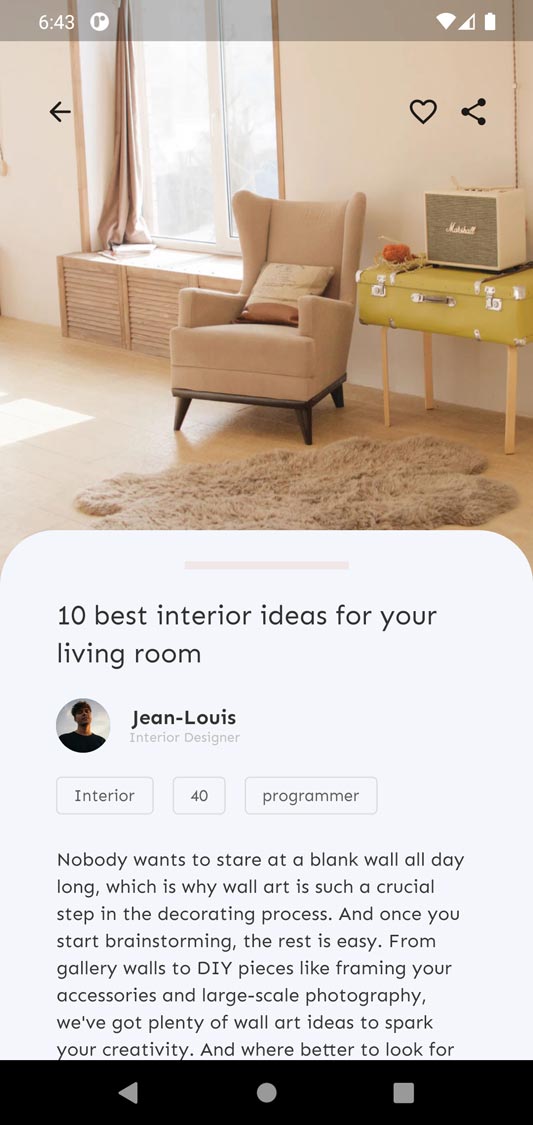 6:43
Marshall
10 best interior ideas for your
living room
Jean-Louis
Interior Designer
Interior
40
programmer
Nobody wants to stare at a blank wall all day
long, which is why wall art is such a crucial
step in the decorating process. And once you
start brainstorming, the rest is easy. From
gallery walls to DIY pieces like framing your
accessories and large-scale photography,
we've got plenty of wall art ideas to spark
your creativity. And where better to look for